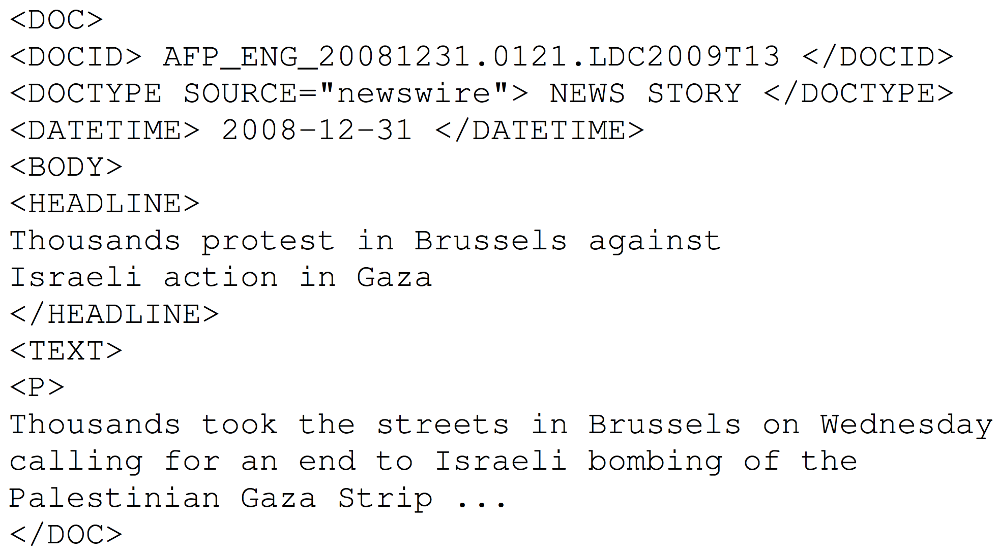 <DOC>
<DOCID> AFP_ENG_20081231.0121.LDC2009T13 </DOCID>
<DOCTYPE SOURCE="newswire"> NEWS STORY </DOCTYPE>
<DATETIME> 2008-12-31 </DATETIME>
<BODY>
<HEADLINE>
Thousands protest in Brussels against
Israeli action in Gaza
</HEADLINE>
<TEXT>
<P>
Thousands took the streets in Brussels on Wednesday
calling for an end to Israeli bombing of the
Palestinian Gaza Strip ...
</DOC>